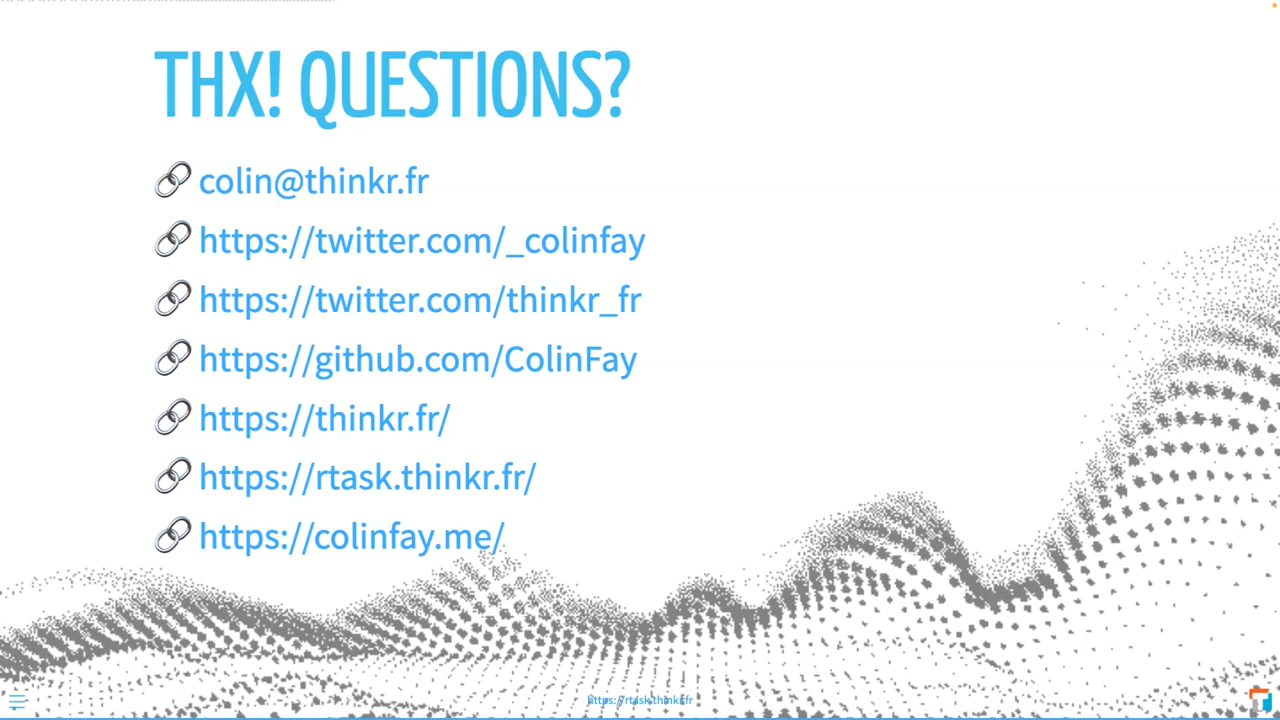 THX! QUESTIONS?
colin@thinkr.fr
https://twitter.com/_colinfay
https://twitter.com/thinkr_fr
https://github.com/ColinFay
https://thinkr.fr/
https://rtask.thinkr.fr/
https://colinfay.me/
https://rtask.thinkr.fr